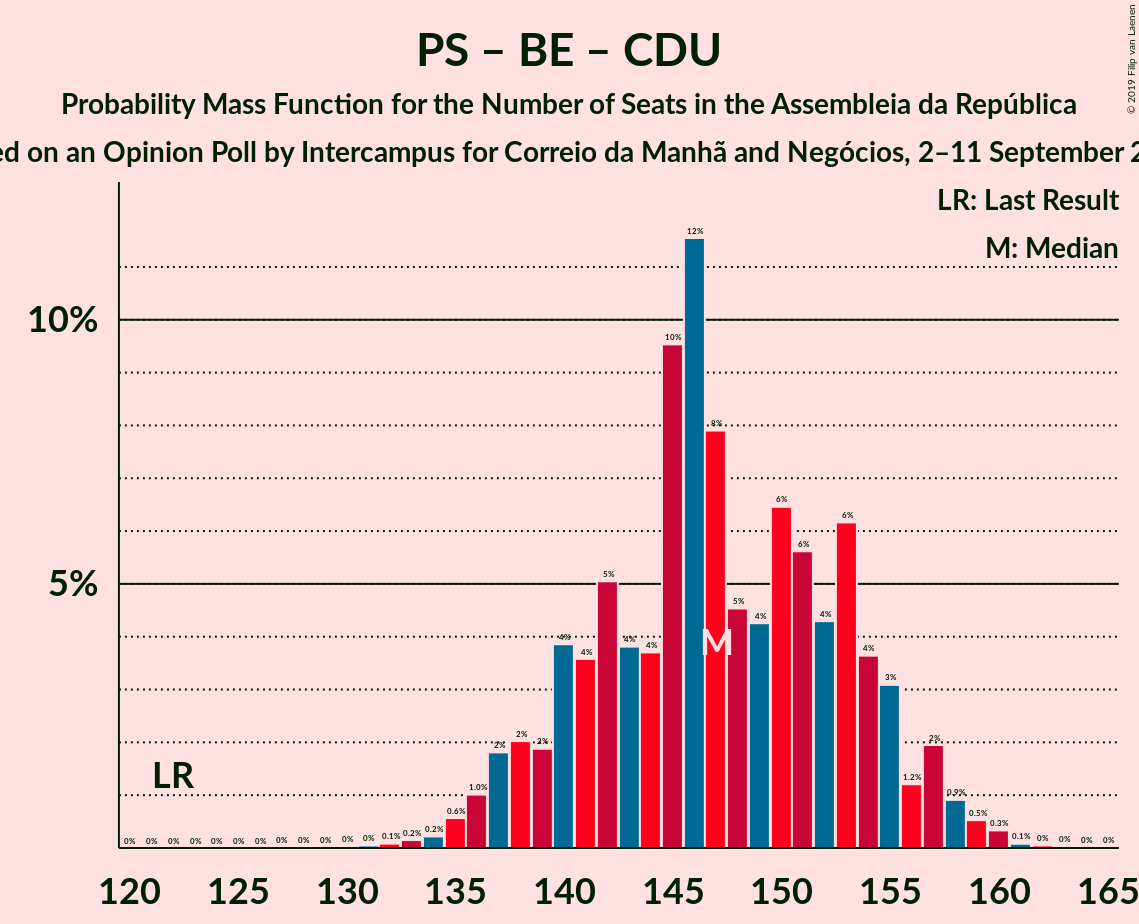 PS – BE – CDU
Probability Mass Function for the Number of Seats in the Assembleia da República
on an Opinion Poll by Intercampus for Correio da Manhã and Negócios, 2–11 September
© 2019 Filip van Laenen
LR: Last Result
M: Median
10%
5%
LR
M
0% 0% 0% 0% 0% 0% 0% 0% 0% 0% 0% 0% 0.1% 0.2% 0.2% 0.6% 1.0% 2% 2% 2% 4% 4% 5% 4% 4% 10% 12% 8% 5% 4% 6% 6% 4% 6% 4% 3% 1.2% 2% 0.9% 0.5% 0.3% 0.1% 0% 0% 0% 0%
120 125 130 135 140 145 150 155 160 165